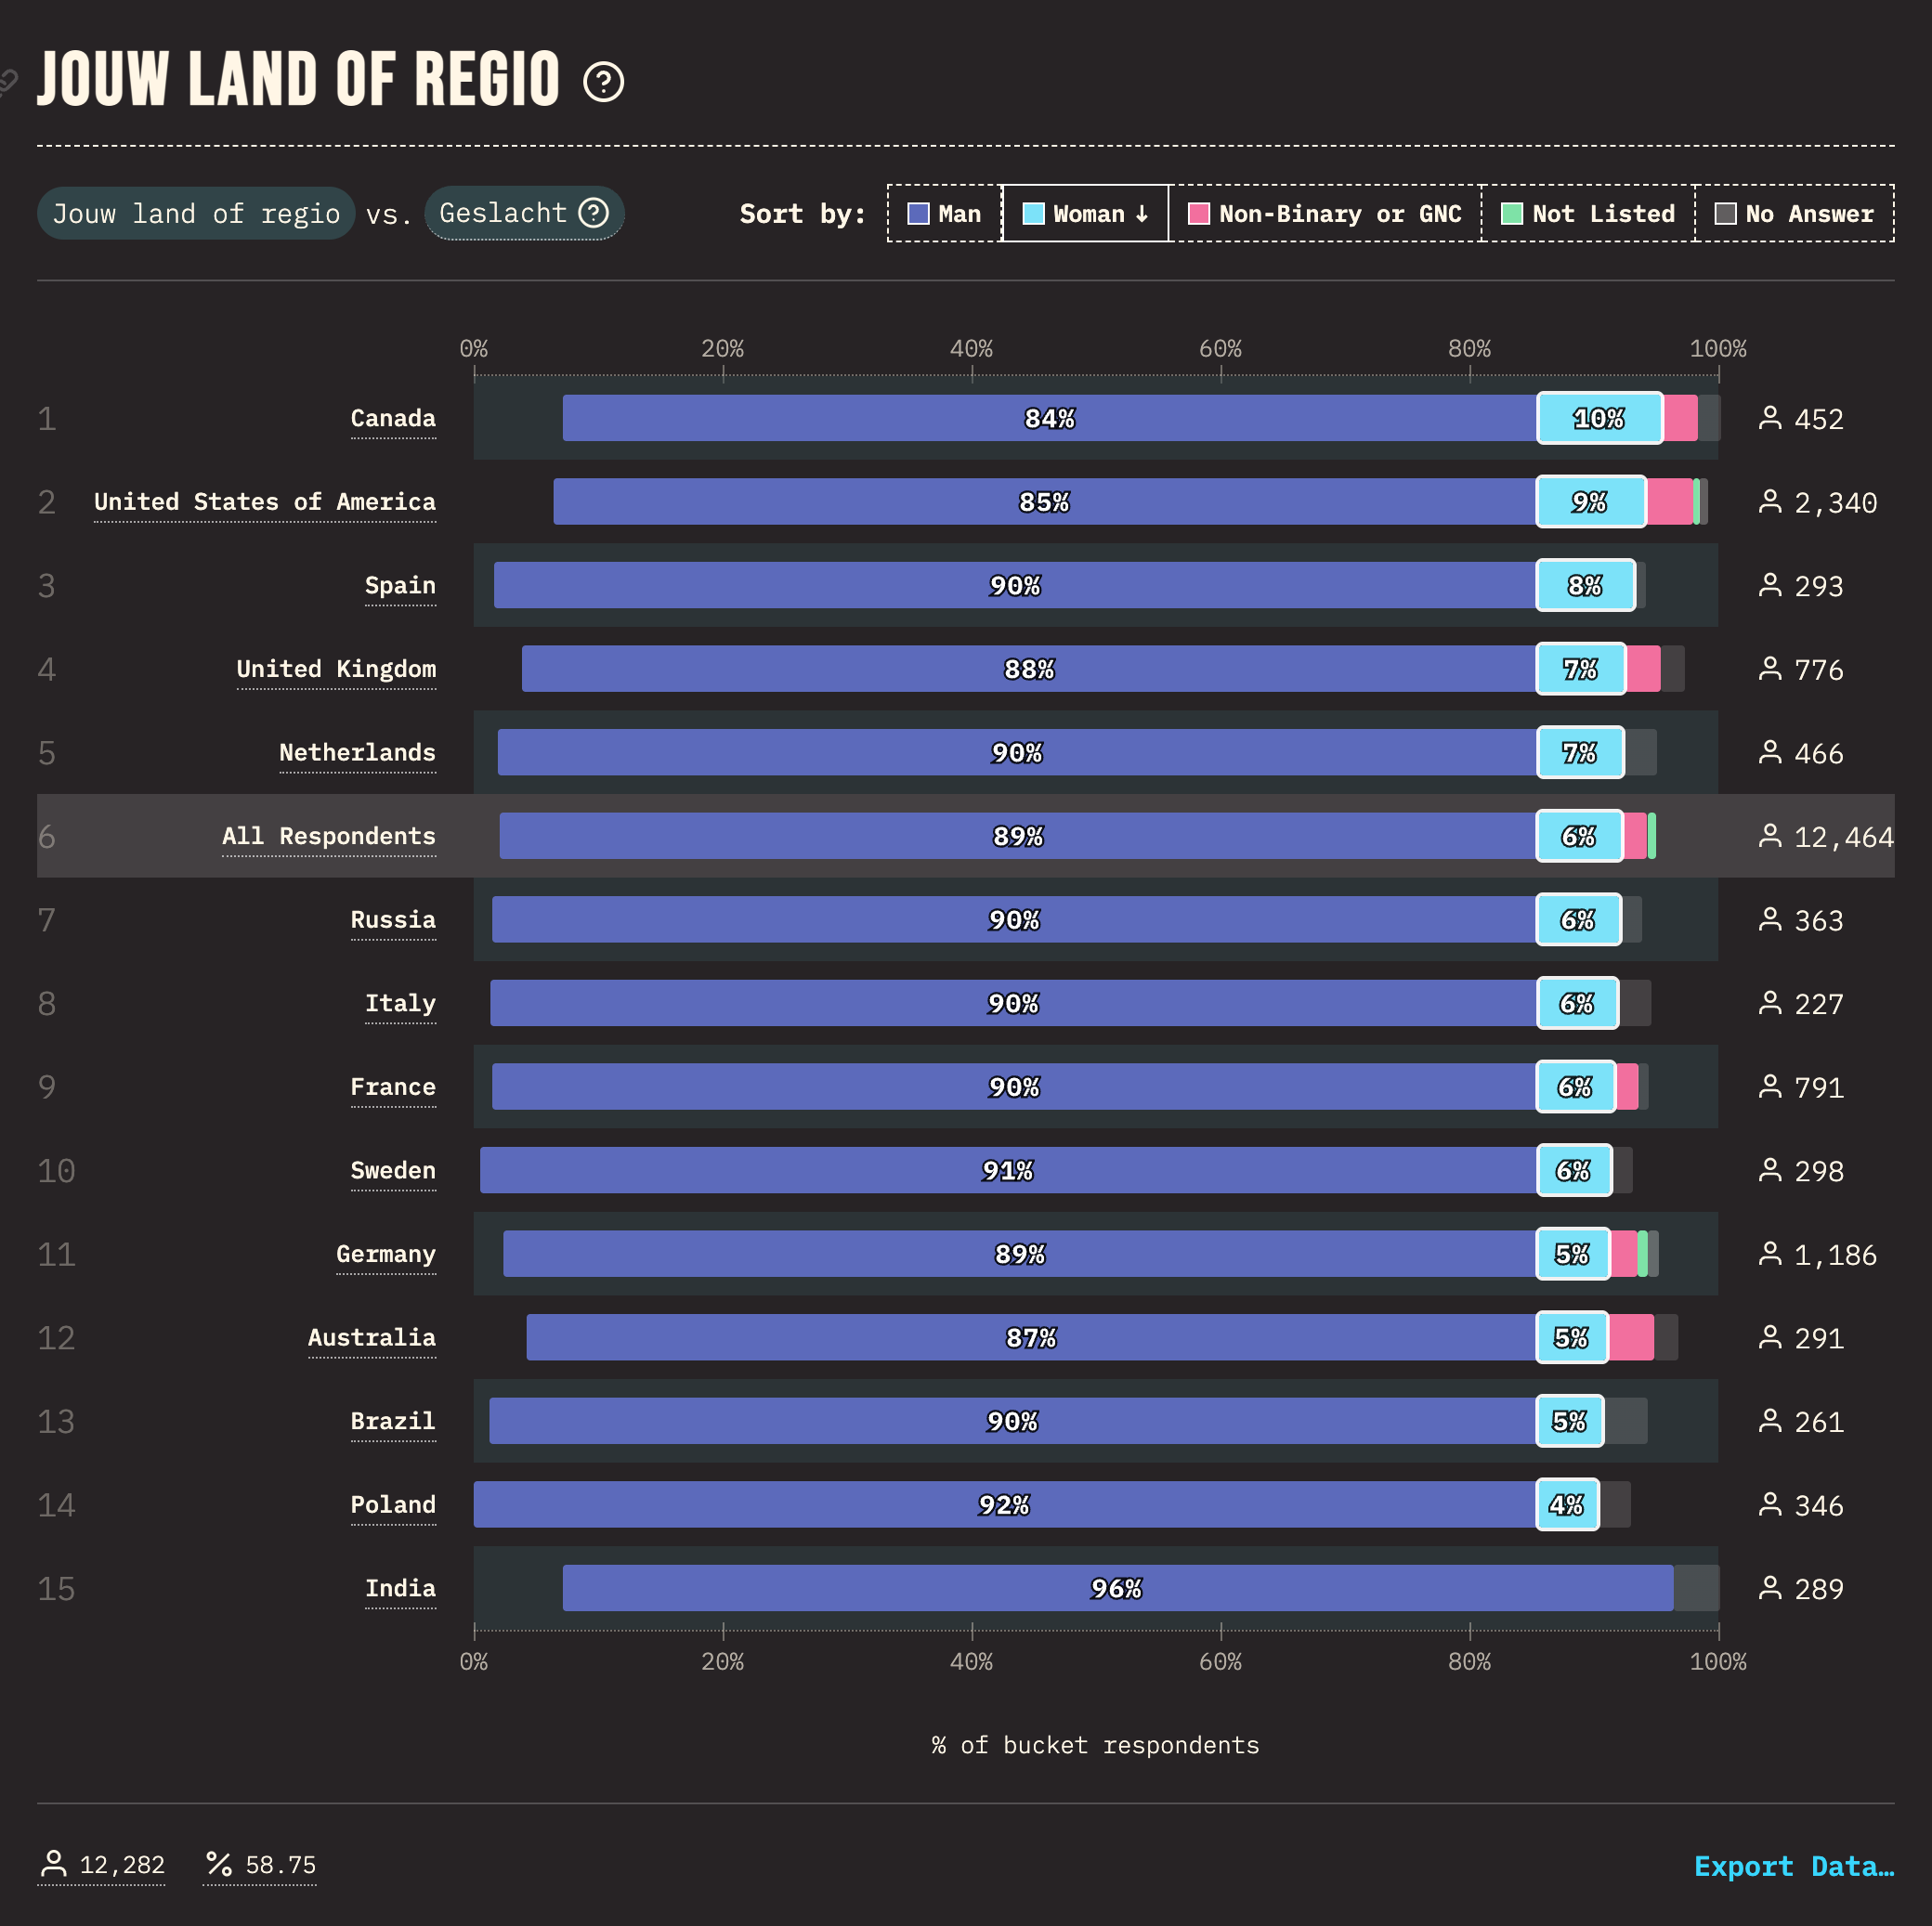 JOUW LAND OF REGIO ?
Jouw land of regio vs. Geslacht ? Sort by: Man Woman ↓ Non-Binary or GNC Not Listed No Answer
0% 20% 40% 60% 80% 100%
1 Canada 84% 10% 452
2 United States of America 85% 9% 2,340
3 Spain 90% 8% 293
4 United Kingdom 88% 7% 776
5 Netherlands 90% 7% 466
6 All Respondents 89% 6% 12,464
7 Russia 90% 6% 363
8 Italy 90% 6% 227
9 France 90% 6% 791
10 Sweden 91% 6% 298
11 Germany 89% 5% 1,186
12 Australia 87% 5% 291
13 Brazil 90% 5% 261
14 Poland 92% 4% 346
15 India 96% 289
0% 20% 40% 60% 80% 100%
% of bucket respondents
12,282 % 58.75 Export Data…